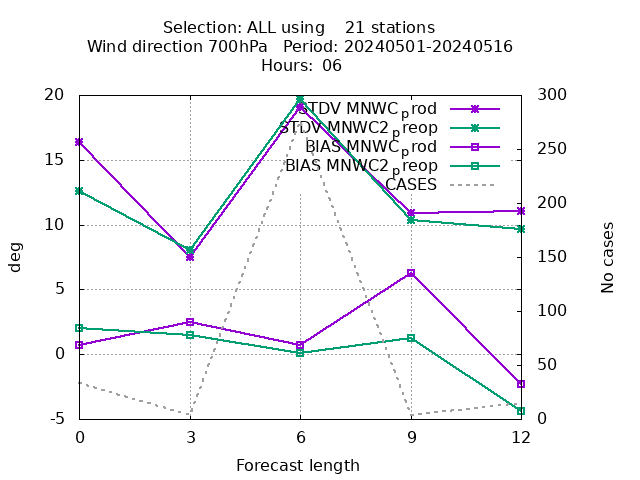 Selection: ALL using 21 stations
Wind direction 700hPa Period: 20240501-20240516
Hours: 06
20
15
10
5
0
-5
deg
300
250
200
150
100
50
0
No cases
STDV MNWC_prod
STDV MNWC2_preop
BIAS MNWC_prod
BIAS MNWC2_preop
CASES
0 3 6 9 12
Forecast length